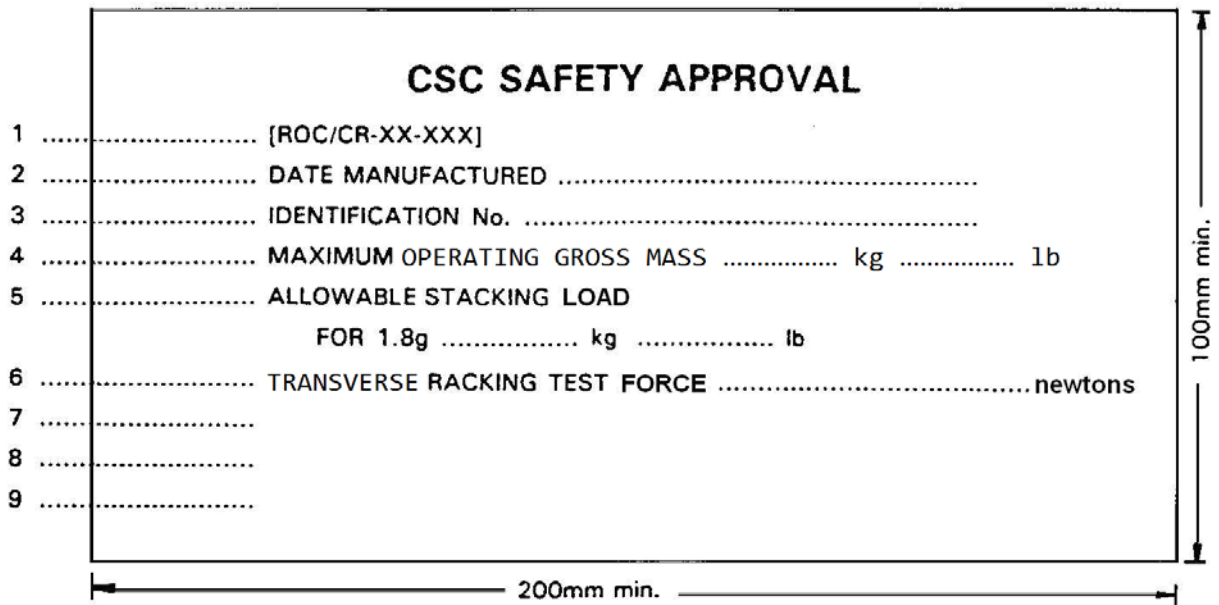 CSC SAFETY APPROVAL
1 .......................... [ROC/CR-XX-XXX]
2 .......................... DATE MANUFACTURED ..................................................
3 .......................... IDENTIFICATION No. ......................................................
4 .......................... MAXIMUM OPERATING GROSS MASS ................. kg ................. lb
5 .......................... ALLOWABLE STACKING LOAD
FOR 1.8g ................. kg ................. lb
6 .......................... TRANSVERSE RACKING TEST FORCE ..................................... newtons
7 ..........................
8 ..........................
9 ..........................
100mm min.
200mm min.